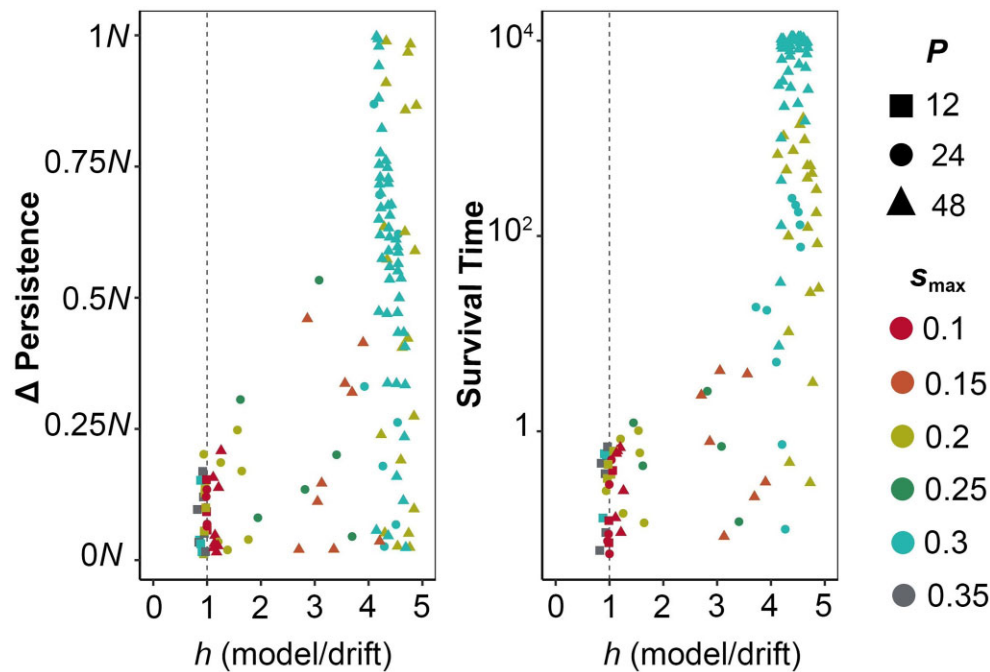 Δ Persistence
1N
0.75N
0.5N
0.25N
0N
0 1 2 3 4 5
h (model/drift)
Survival Time
10⁴
10²
1
0 1 2 3 4 5
h (model/drift)
P
12
24
48
smax
0.1
0.15
0.2
0.25
0.3
0.35